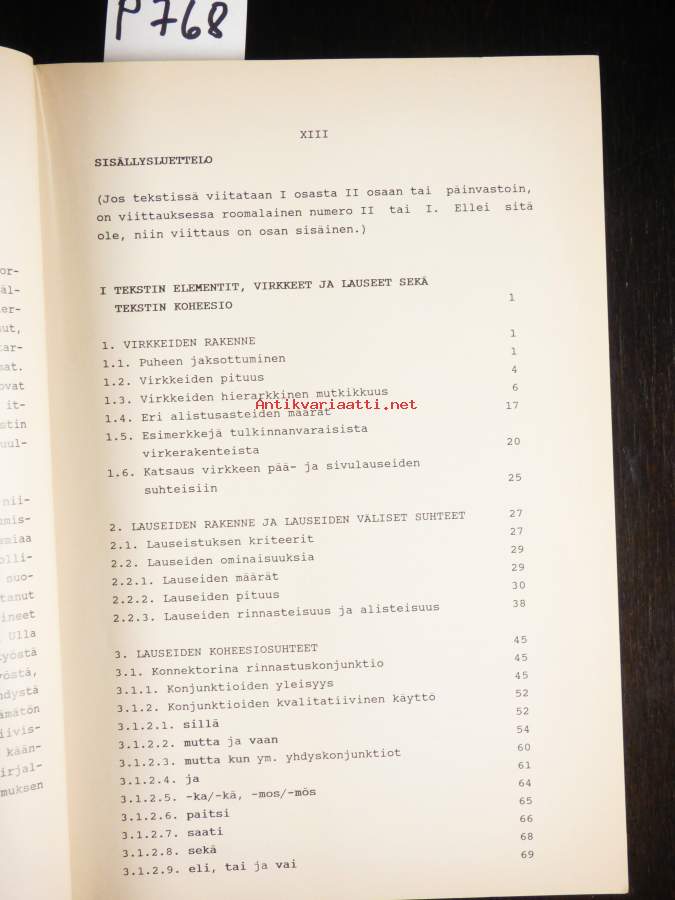 P768
XIII
SISÄLLYSLUETTELO
(Jos tekstissä viitataan I osasta II osaan tai päinvastoin,
on viittauksessa roomalainen numero II tai I. Ellei sitä
ole, niin viittaus on osan sisäinen.)
I TEKSTIN ELEMENTIT, VIRKKEET JA LAUSEET SEKÄ
TEKSTIN KOHEESIO 1
1. VIRKKEIDEN RAKENNE 1
1.1. Puheen jaksottuminen 1
1.2. Virkkeiden pituus 4
1.3. Virkkeiden hierarkkinen mutkikkuus 6
Antikvariaatti.net
1.4. Eri alistusasteiden määrät 17
1.5. Esimerkkejä tulkinnanvaraisista
virkerakenteista 20
1.6. Katsaus virkkeen pää- ja sivulauseiden
suhteisiin 25
2. LAUSEIDEN RAKENNE JA LAUSEIDEN VÄLISET SUHTEET 27
2.1. Lauseistuksen kriteerit 27
2.2. Lauseiden ominaisuuksia 29
2.2.1. Lauseiden määrät 29
2.2.2. Lauseiden pituus 30
2.2.3. Lauseiden rinnasteisuus ja alisteisuus 38
3. LAUSEIDEN KOHEESIOSUHTEET 45
3.1. Konnektorina rinnastuskonjunktio 45
3.1.1. Konjunktioiden yleisyys 45
3.1.2. Konjunktioiden kvalitatiivinen käyttö 52
3.1.2.1. sillä 52
3.1.2.2. mutta ja vaan 54
3.1.2.3. mutta kun ym. yhdyskonjunktiot 60
3.1.2.4. ja 61
3.1.2.5. -ka/-kä, -mos/-mös 64
3.1.2.6. paitsi 65
3.1.2.7. saati 66
3.1.2.8. sekä 68
3.1.2.9. eli, tai ja vai 69